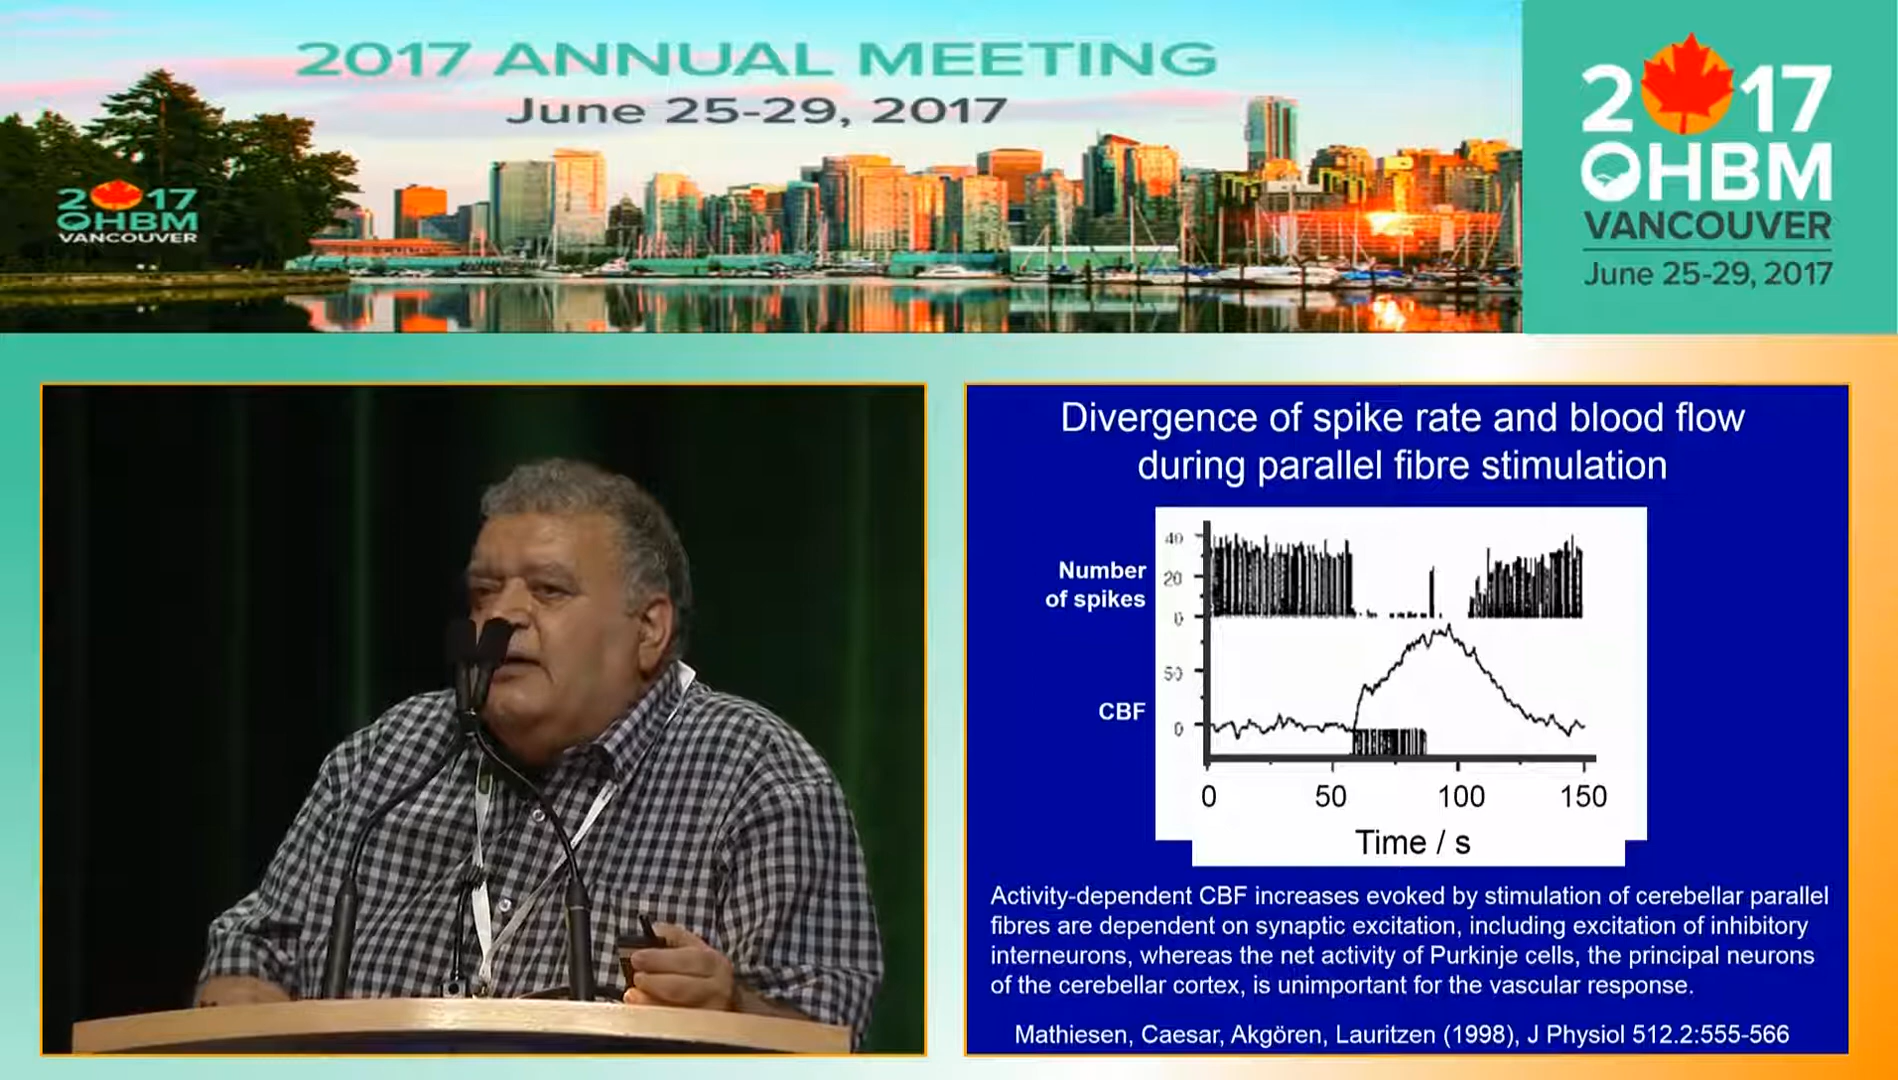 2017 ANNUAL MEETING
June 25-29, 2017
2017
OHBM
VANCOUVER
2017
OHBM
VANCOUVER
June 25-29, 2017
Divergence of spike rate and blood flow
during parallel fibre stimulation
Number
of spikes
40
20
0
CBF
50
0
0 50 100 150
Time / s
Activity-dependent CBF increases evoked by stimulation of cerebellar parallel
fibres are dependent on synaptic excitation, including excitation of inhibitory
interneurons, whereas the net activity of Purkinje cells, the principal neurons
of the cerebellar cortex, is unimportant for the vascular response.
Mathiesen, Caesar, Akgören, Lauritzen (1998), J Physiol 512.2:555-566